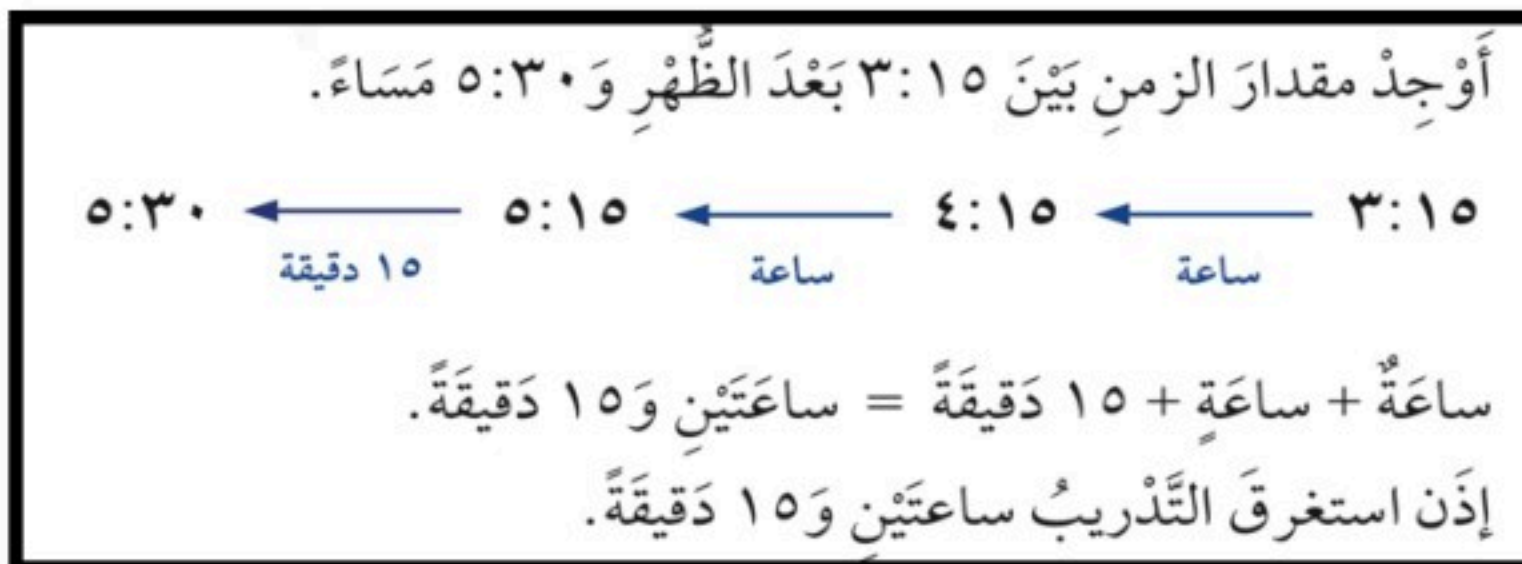 أَوْجِدْ مقدارَ الزمنِ بَيْنَ ٣:١٥ بَعْدَ الظُّهْرِ وَ ٥:٣٠ مَسَاءً.
٣:١٥ ٤:١٥ ٥:١٥ ٥:٣٠
ساعة ساعة ١٥ دقيقة
ساعَةٌ + ساعَةٍ + ١٥ دَقيقَةً = ساعَتَيْنِ وَ ١٥ دَقيقَةً.
إِذَن استغرقَ التَّدْريبُ ساعتَيْنِ وَ ١٥ دَقيقَةً.